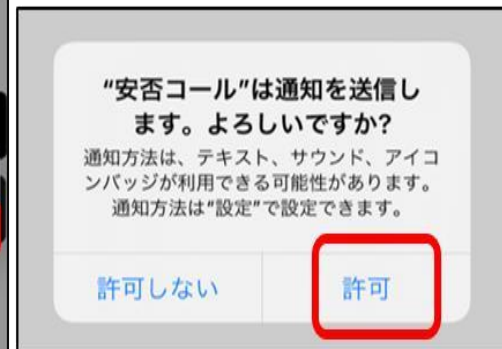 “安否コール”は通知を送信し
ます。よろしいですか?
通知方法は、テキスト、サウンド、アイコ
ンバッジが利用できる可能性があります。
通知方法は“設定”で設定できます。
許可しない
許可